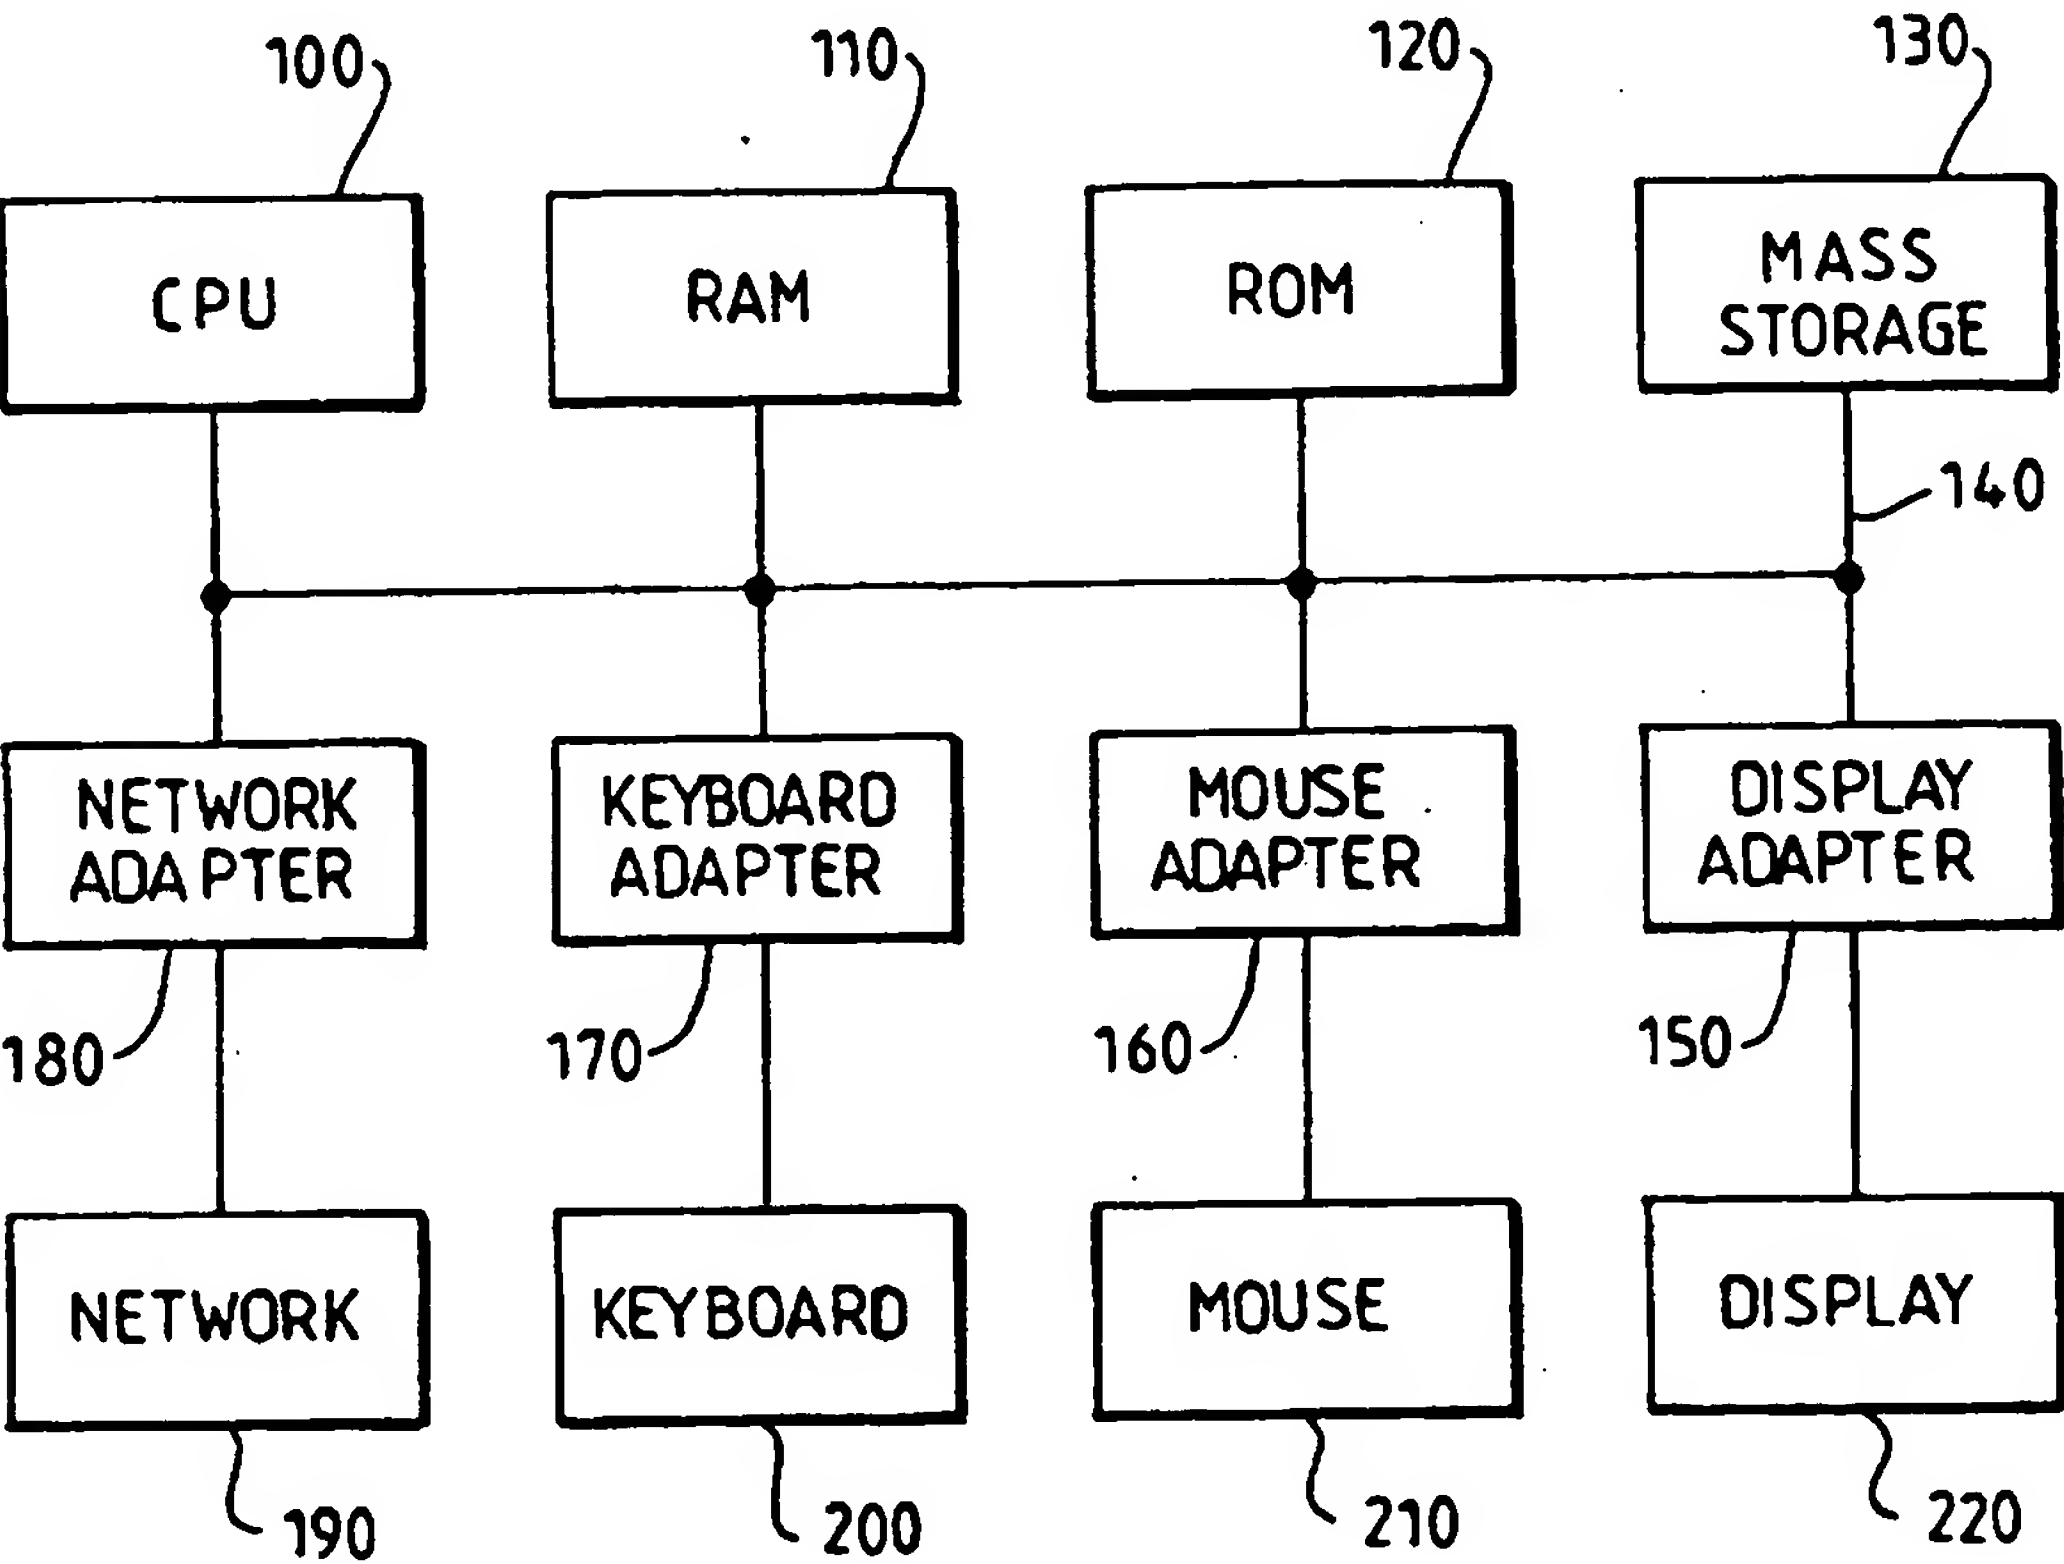 100
110
120
130
CPU
RAM
ROM
MASS
STORAGE
140
NETWORK
ADAPTER
KEYBOARD
ADAPTER
MOUSE
ADAPTER
DISPLAY
ADAPTER
180
170
160
150
NETWORK
KEYBOARD
MOUSE
DISPLAY
190
200
210
220